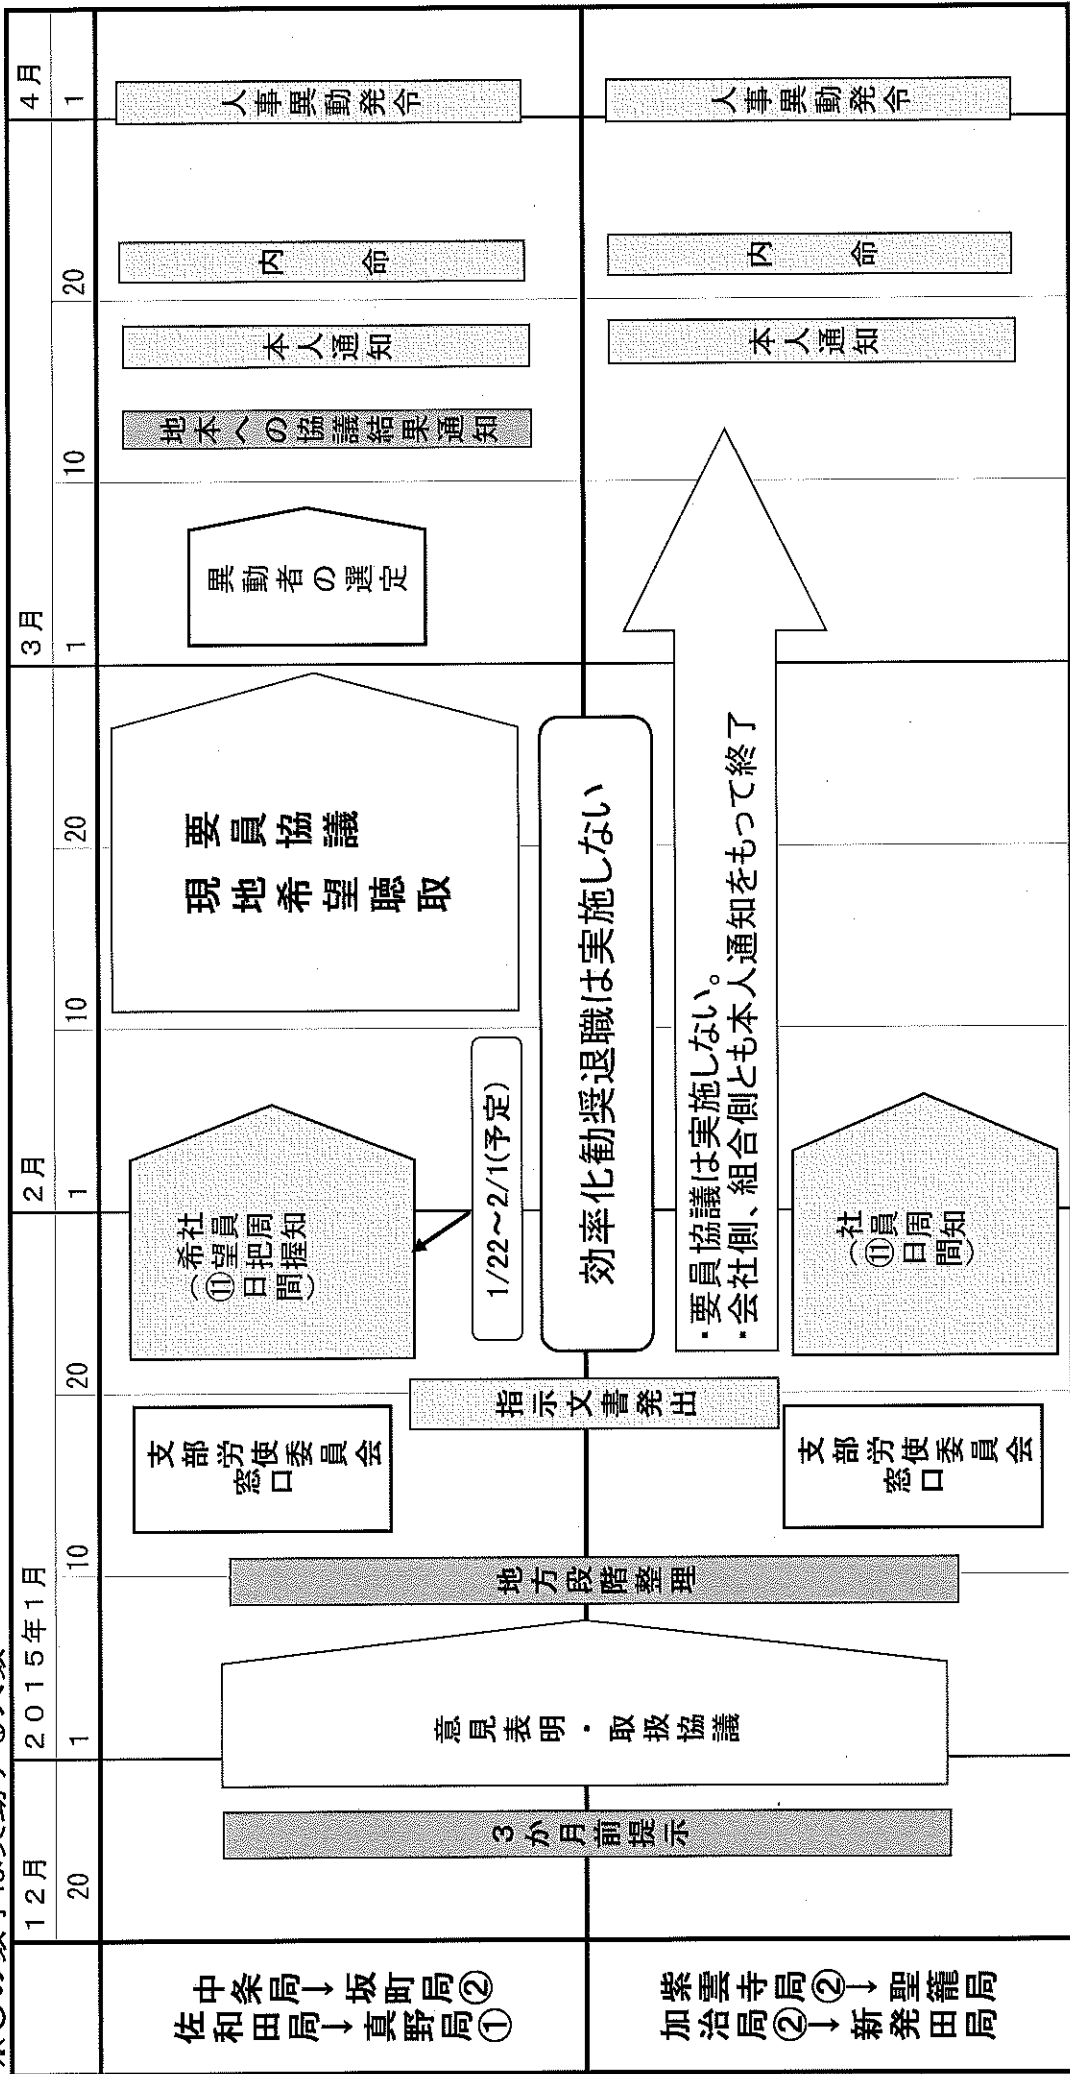 12月
2015年1月
2月
3月
4月
20
1
10
20
1
10
20
1
10
20
1
中条局→坂町局②
佐和田局→真野局①
3か月前提示
意見表明・取扱協議
地方段階整理
支部労使委員会
窓口
指示文書発出
社員周知
希望把握
(⑪日間)
1/22～2/1(予定)
要員協議
現地希望聴取
異動者の選定
地本への協議結果通知
本人通知
内命
人事異動発令
効率化勧奨退職は実施しない
紫雲寺局②→聖籠局
加治局②→新発田局
支部労使委員会
窓口
社員周知
(⑪日間)
・要員協議は実施しない。
・会社側、組合側とも本人通知をもって終了
本人通知
内命
人事異動発令